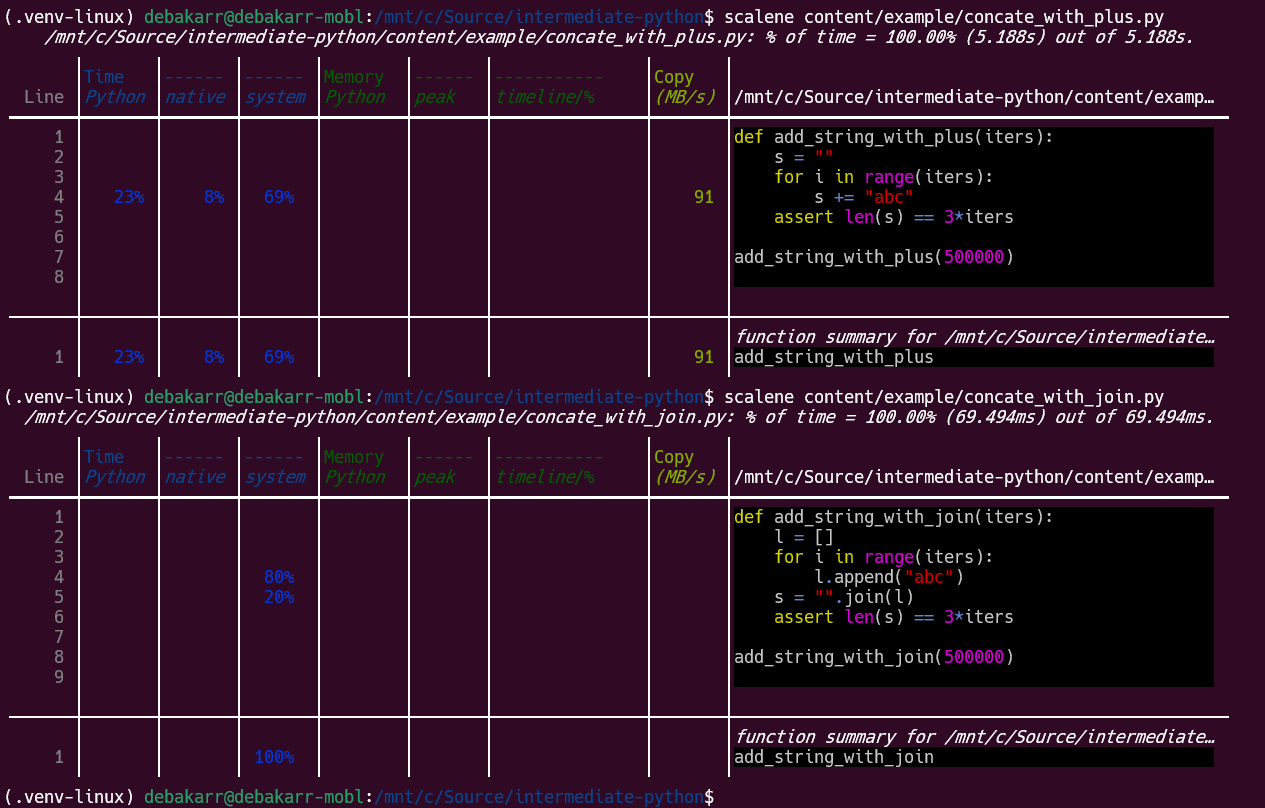 (.venv-linux) debakarr@debakarr-mobl:/mnt/c/Source/intermediate-python$ scalene content/example/concate_with_plus.py
/mnt/c/Source/intermediate-python/content/example/concate_with_plus.py: % of time = 100.00% (5.188s) out of 5.188s.
Time ------ ------ Memory ------ ----------- Copy
Line Python native system Python peak timeline/% (MB/s) /mnt/c/Source/intermediate-python/content/examp…
1 def add_string_with_plus(iters):
2 s = ""
3 for i in range(iters):
4 23% 8% 69% 91 s += "abc"
5 assert len(s) == 3*iters
6
7 add_string_with_plus(500000)
8
function summary for /mnt/c/Source/intermediate…
1 23% 8% 69% 91 add_string_with_plus
(.venv-linux) debakarr@debakarr-mobl:/mnt/c/Source/intermediate-python$ scalene content/example/concate_with_join.py
/mnt/c/Source/intermediate-python/content/example/concate_with_join.py: % of time = 100.00% (69.494ms) out of 69.494ms.
Time ------ ------ Memory ------ ----------- Copy
Line Python native system Python peak timeline/% (MB/s) /mnt/c/Source/intermediate-python/content/examp…
1 def add_string_with_join(iters):
2 l = []
3 for i in range(iters):
4 80% l.append("abc")
5 20% s = "".join(l)
6 assert len(s) == 3*iters
7
8 add_string_with_join(500000)
9
function summary for /mnt/c/Source/intermediate…
1 100% add_string_with_join
(.venv-linux) debakarr@debakarr-mobl:/mnt/c/Source/intermediate-python$